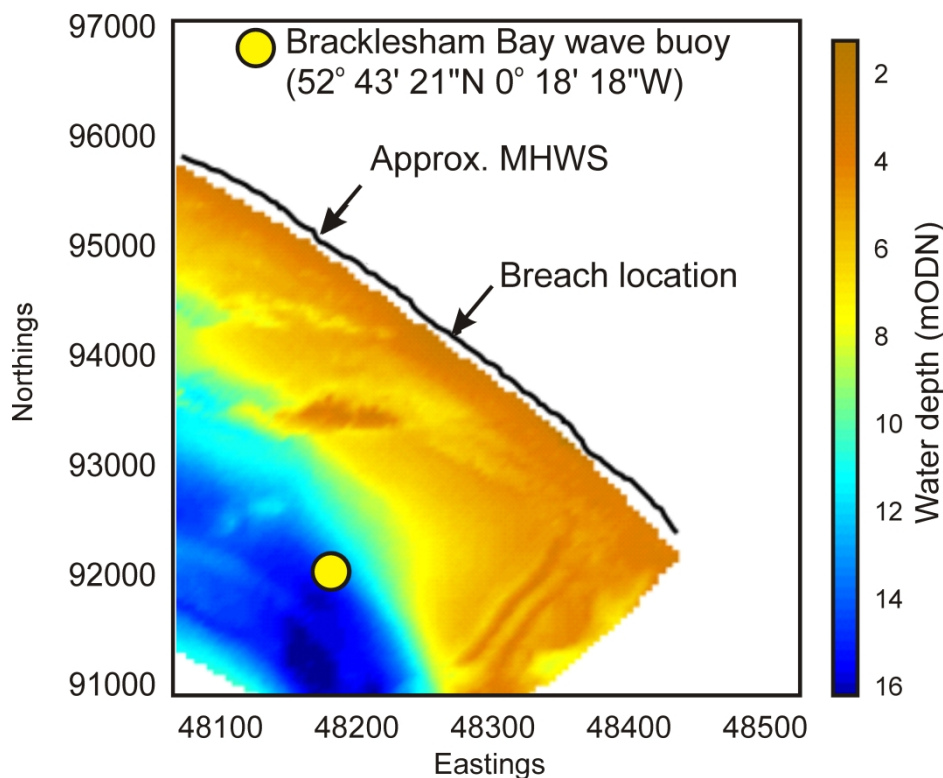 97000
Bracklesham Bay wave buoy
(52° 43' 21"N 0° 18' 18"W)
96000
Approx. MHWS
95000
Breach location
94000
93000
92000
91000
Northings
48100 48200 48300 48400 48500
Eastings
2
4
6
8
10
12
14
16
Water depth (mODN)